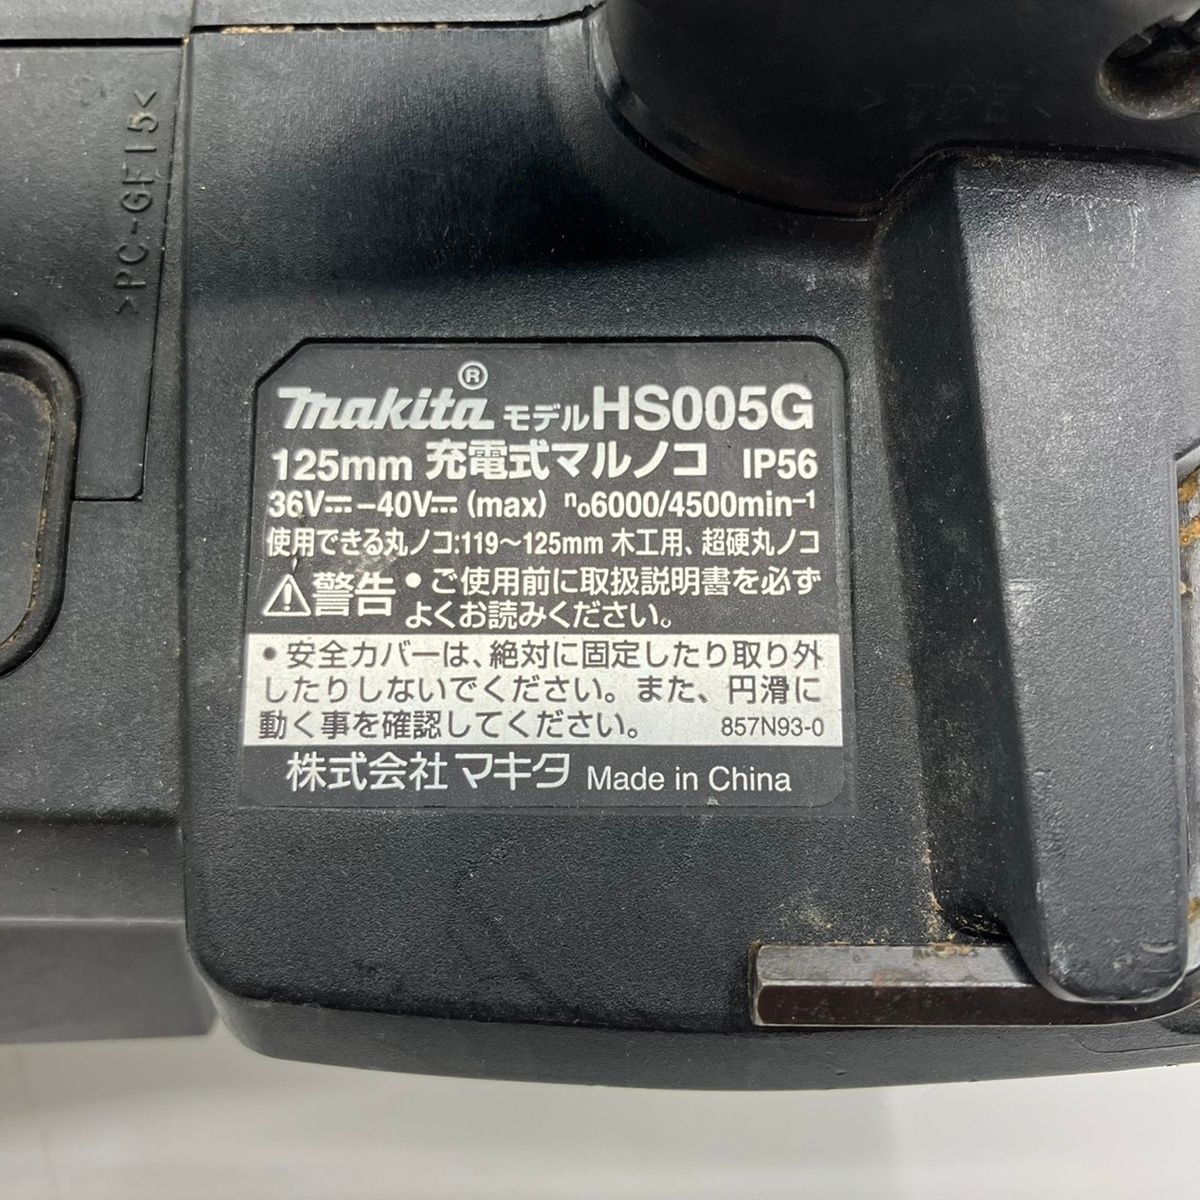 >PC-GF15<
>TPE<
makita® モデル HS005G
125mm 充電式マルノコ IP56
36V⎓–40V⎓(max) n₀6000/4500min⁻¹
使用できる丸ノコ:119～125mm 木工用、超硬丸ノコ
⚠警告 •ご使用前に取扱説明書を必ず
よくお読みください。
•安全カバーは、絶対に固定したり取り外
したりしないでください。また、円滑に
動く事を確認してください。 857N93-0
株式会社マキタ Made in China